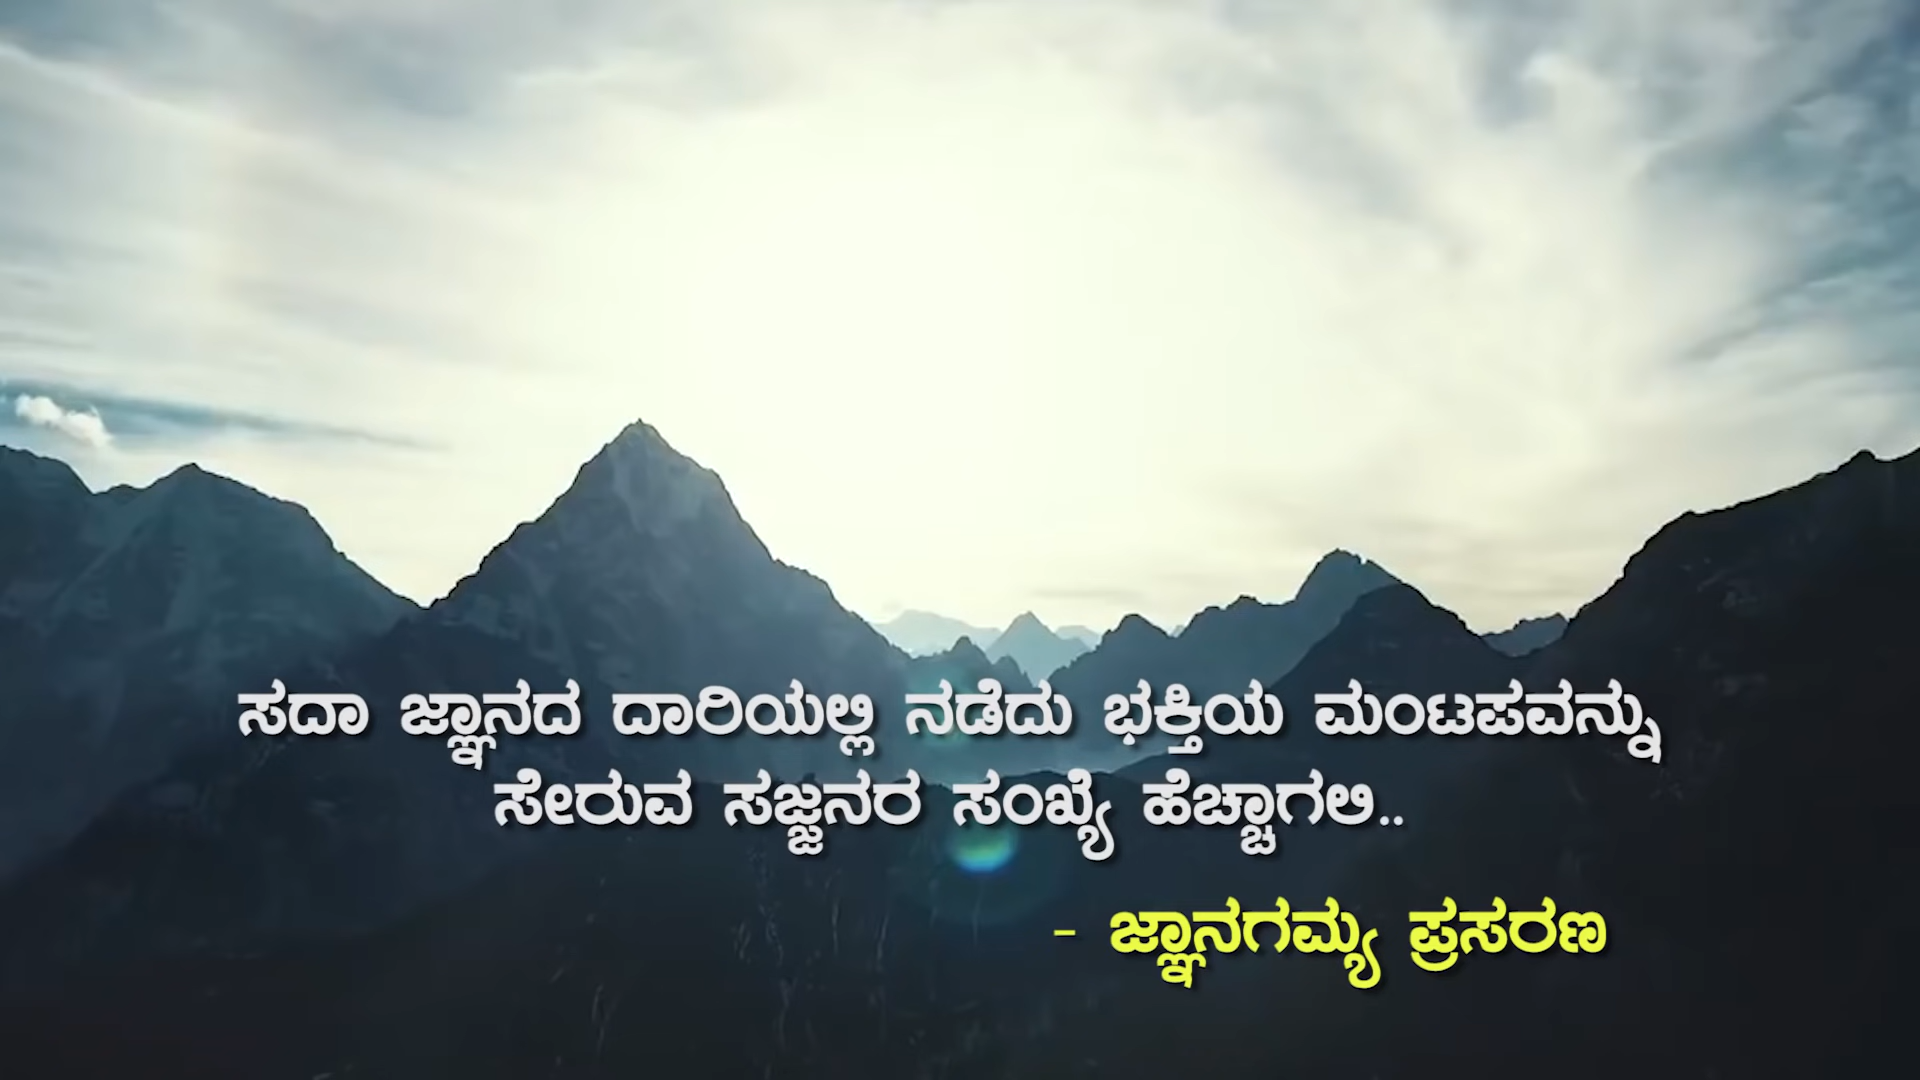 ಸದಾ ಜ್ಞಾನದ ದಾರಿಯಲ್ಲಿ ನಡೆದು ಭಕ್ತಿಯ ಮಂಟಪವನ್ನು
ಸೇರುವ ಸಜ್ಜನರ ಸಂಖ್ಯೆ ಹೆಚ್ಚಾಗಲಿ..
- ಜ್ಞಾನಗಮ್ಯ ಪ್ರಸರಣ